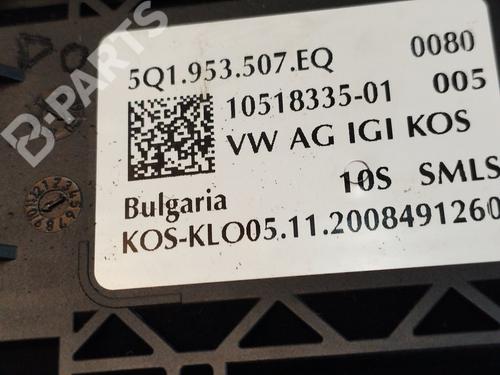 B-PARTS
5Q1.953.507.EQ 0080
10518335-01 005
VW AG IGI KOS
10S SMLS
Bulgaria
KOS-KLO05.11.2008491260